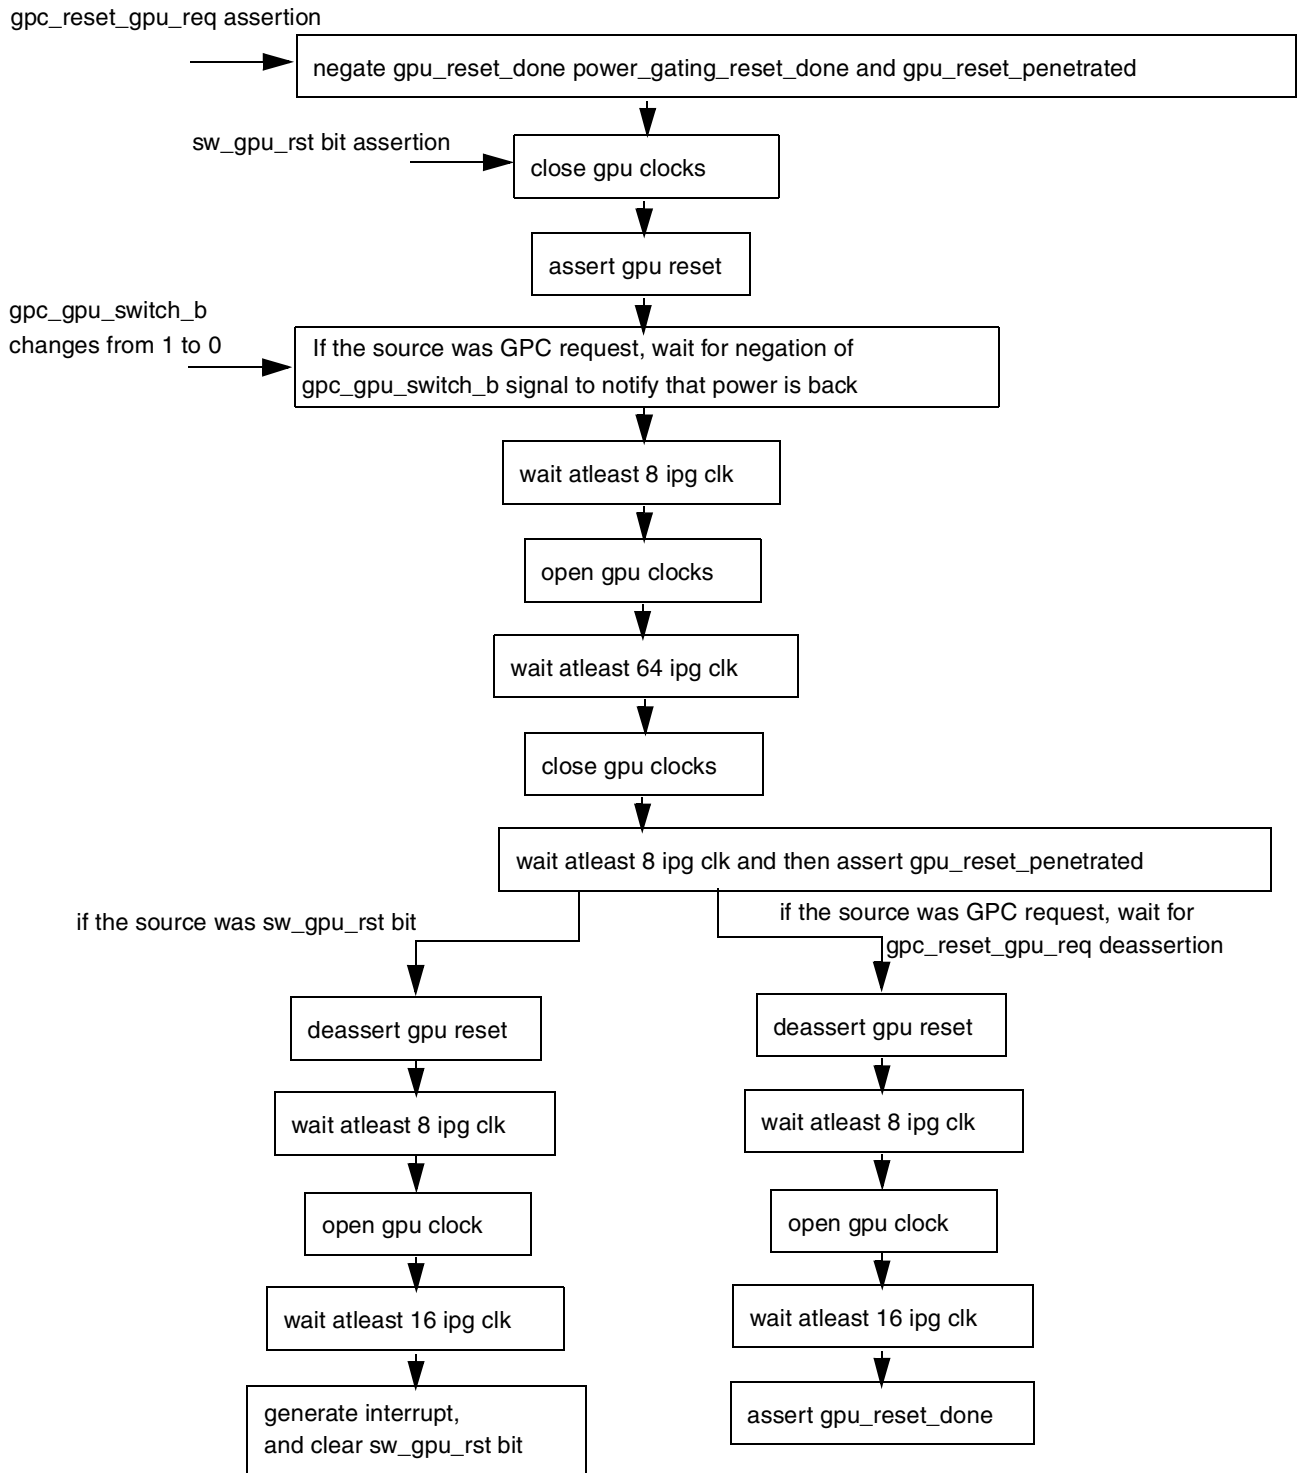 gpc_reset_gpu_req assertion
negate gpu_reset_done power_gating_reset_done and gpu_reset_penetrated
sw_gpu_rst bit assertion
close gpu clocks
assert gpu reset
gpc_gpu_switch_b
changes from 1 to 0
If the source was GPC request, wait for negation of
gpc_gpu_switch_b signal to notify that power is back
wait atleast 8 ipg clk
open gpu clocks
wait atleast 64 ipg clk
close gpu clocks
wait atleast 8 ipg clk and then assert gpu_reset_penetrated
if the source was sw_gpu_rst bit
if the source was GPC request, wait for
gpc_reset_gpu_req deassertion
deassert gpu reset
wait atleast 8 ipg clk
open gpu clock
wait atleast 16 ipg clk
generate interrupt,
and clear sw_gpu_rst bit
deassert gpu reset
wait atleast 8 ipg clk
open gpu clock
wait atleast 16 ipg clk
assert gpu_reset_done